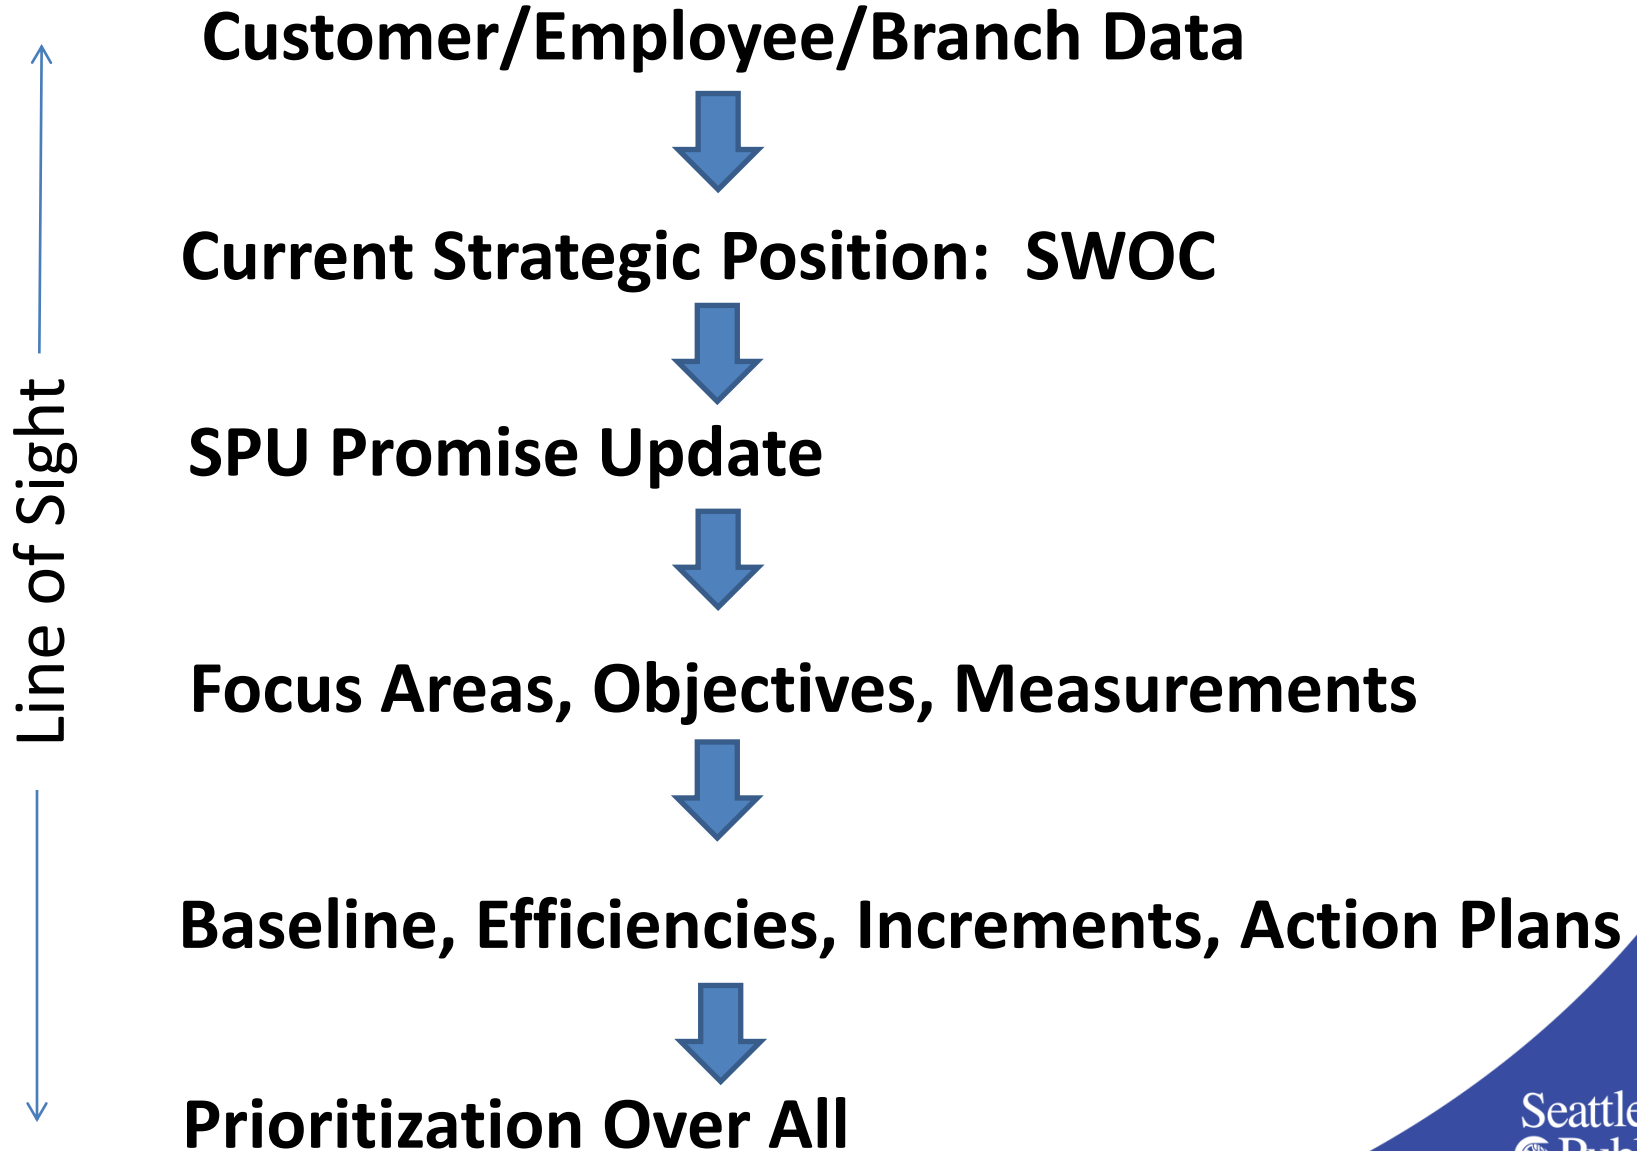 Customer/Employee/Branch Data
Current Strategic Position:  SWOC
SPU Promise Update
Focus Areas, Objectives, Measurements
Baseline, Efficiencies, Increments, Action Plans
Prioritization Over All
Line of Sight
Seattle